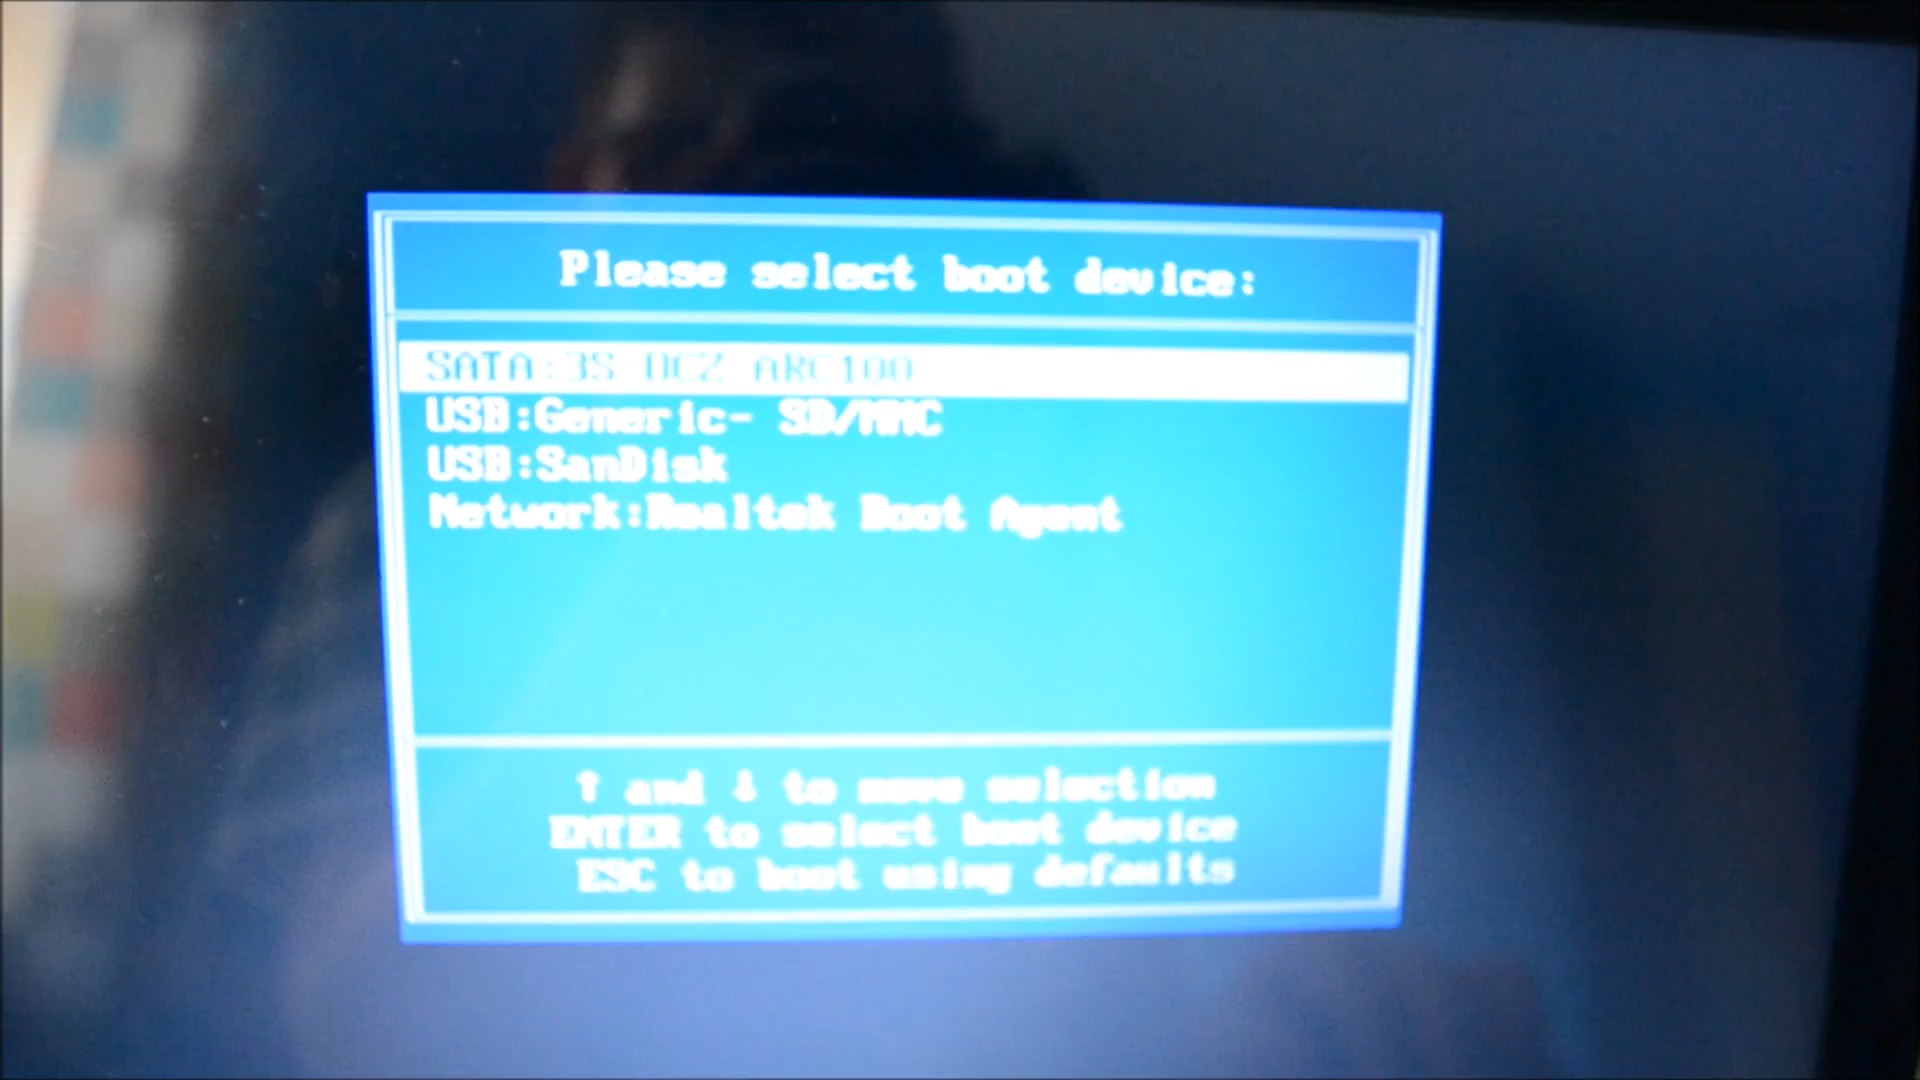 Please select boot device:
SATA:3S OCZ ARC100
USB:Generic- SD/MMC
USB:SanDisk
Network:Realtek Boot Agent
↑ and ↓ to move selection
ENTER to select boot device
ESC to boot using defaults